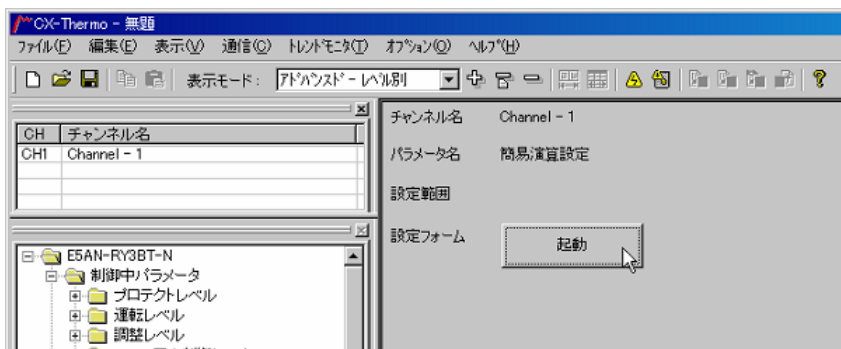 CX-Thermo - 無題
ファイル(F) 編集(E) 表示(V) 通信(C) トレンドモニタ(T) オプション(O) ヘルプ(H)
表示モード: アドバンスド - レベル別
CH チャンネル名
CH1 Channel - 1
E5AN-RY3BT-N
制御中パラメータ
プロテクトレベル
運転レベル
調整レベル
チャンネル名 Channel - 1
パラメータ名 簡易演算設定
設定範囲
設定フォーム 起動